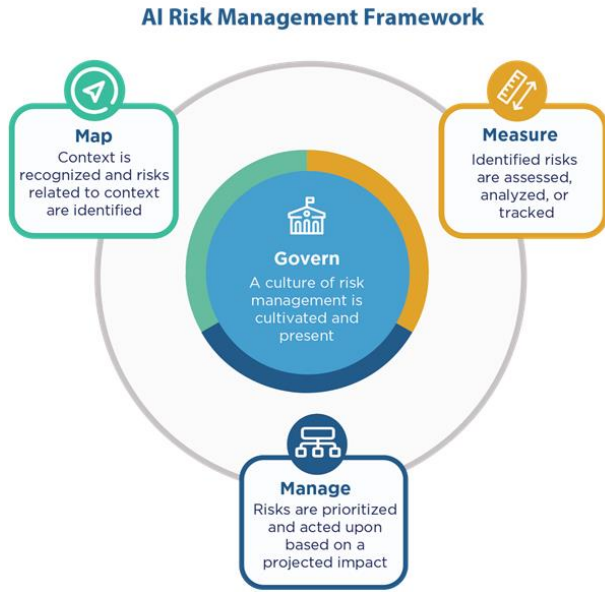 AI Risk Management Framework
Map
Context is
recognized and risks
related to context
are identified
Measure
Identified risks
are assessed,
analyzed, or
tracked
Govern
A culture of risk
management is
cultivated and
present
Manage
Risks are prioritized
and acted upon
based on a
projected impact